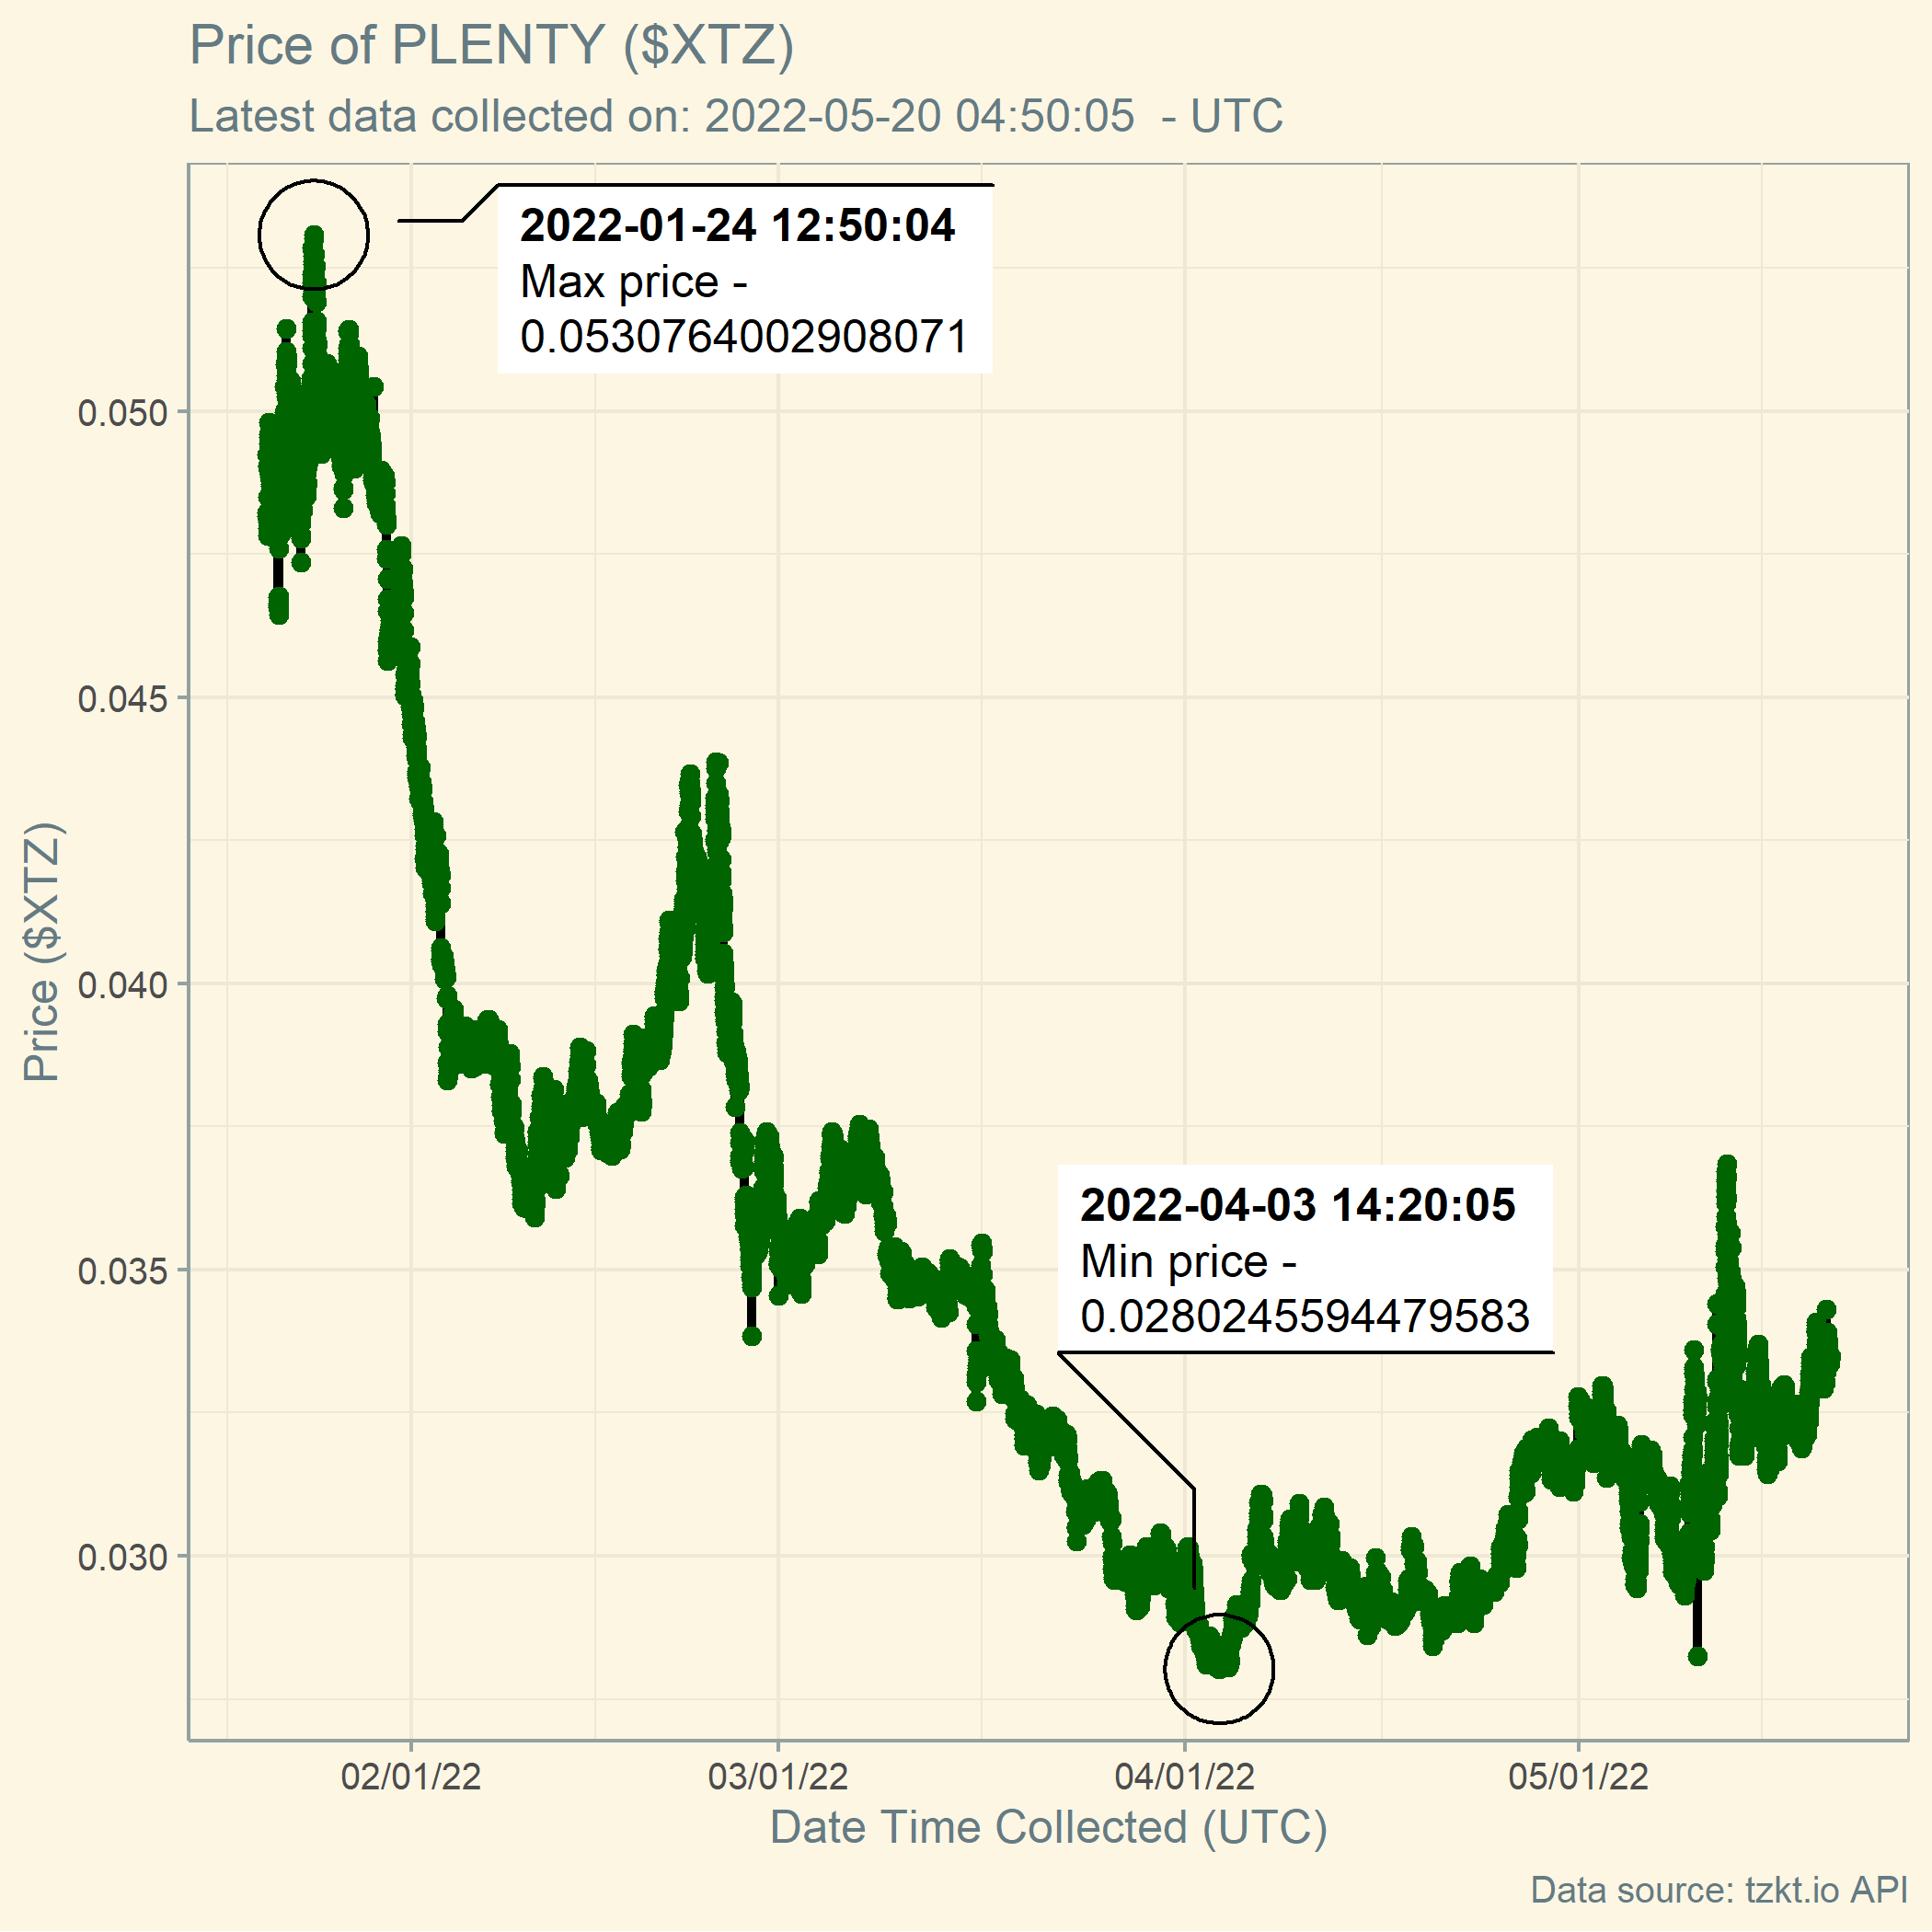 Price of PLENTY ($XTZ)
Latest data collected on: 2022-05-20 04:50:05  - UTC
2022-01-24 12:50:04
Max price -
0.0530764002908071
0.050
0.045
0.040
0.035
0.030
Price ($XTZ)
2022-04-03 14:20:05
Min price -
0.0280245594479583
02/01/22
03/01/22
04/01/22
05/01/22
Date Time Collected (UTC)
Data source: tzkt.io API